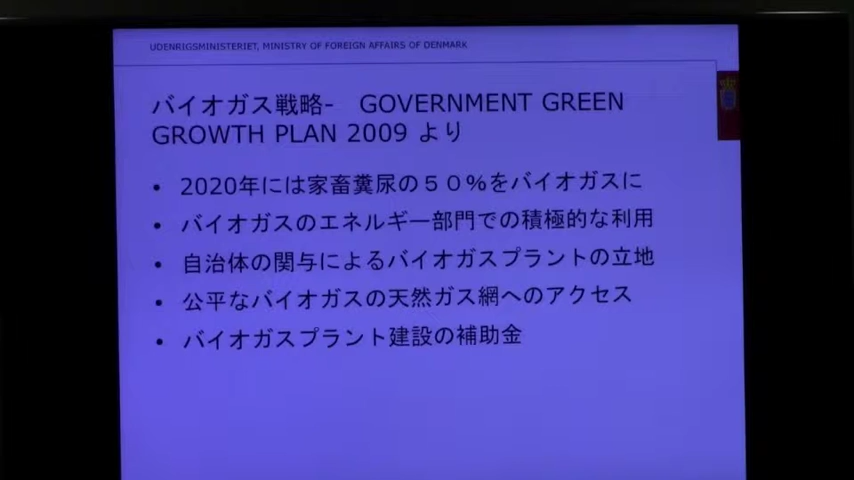 UDENRIGSMINISTERIET, MINISTRY OF FOREIGN AFFAIRS OF DENMARK
バイオガス戦略- GOVERNMENT GREEN
GROWTH PLAN 2009 より
• 2020年には家畜糞尿の５０%をバイオガスに
• バイオガスのエネルギー部門での積極的な利用
• 自治体の関与によるバイオガスプラントの立地
• 公平なバイオガスの天然ガス網へのアクセス
• バイオガスプラント建設の補助金